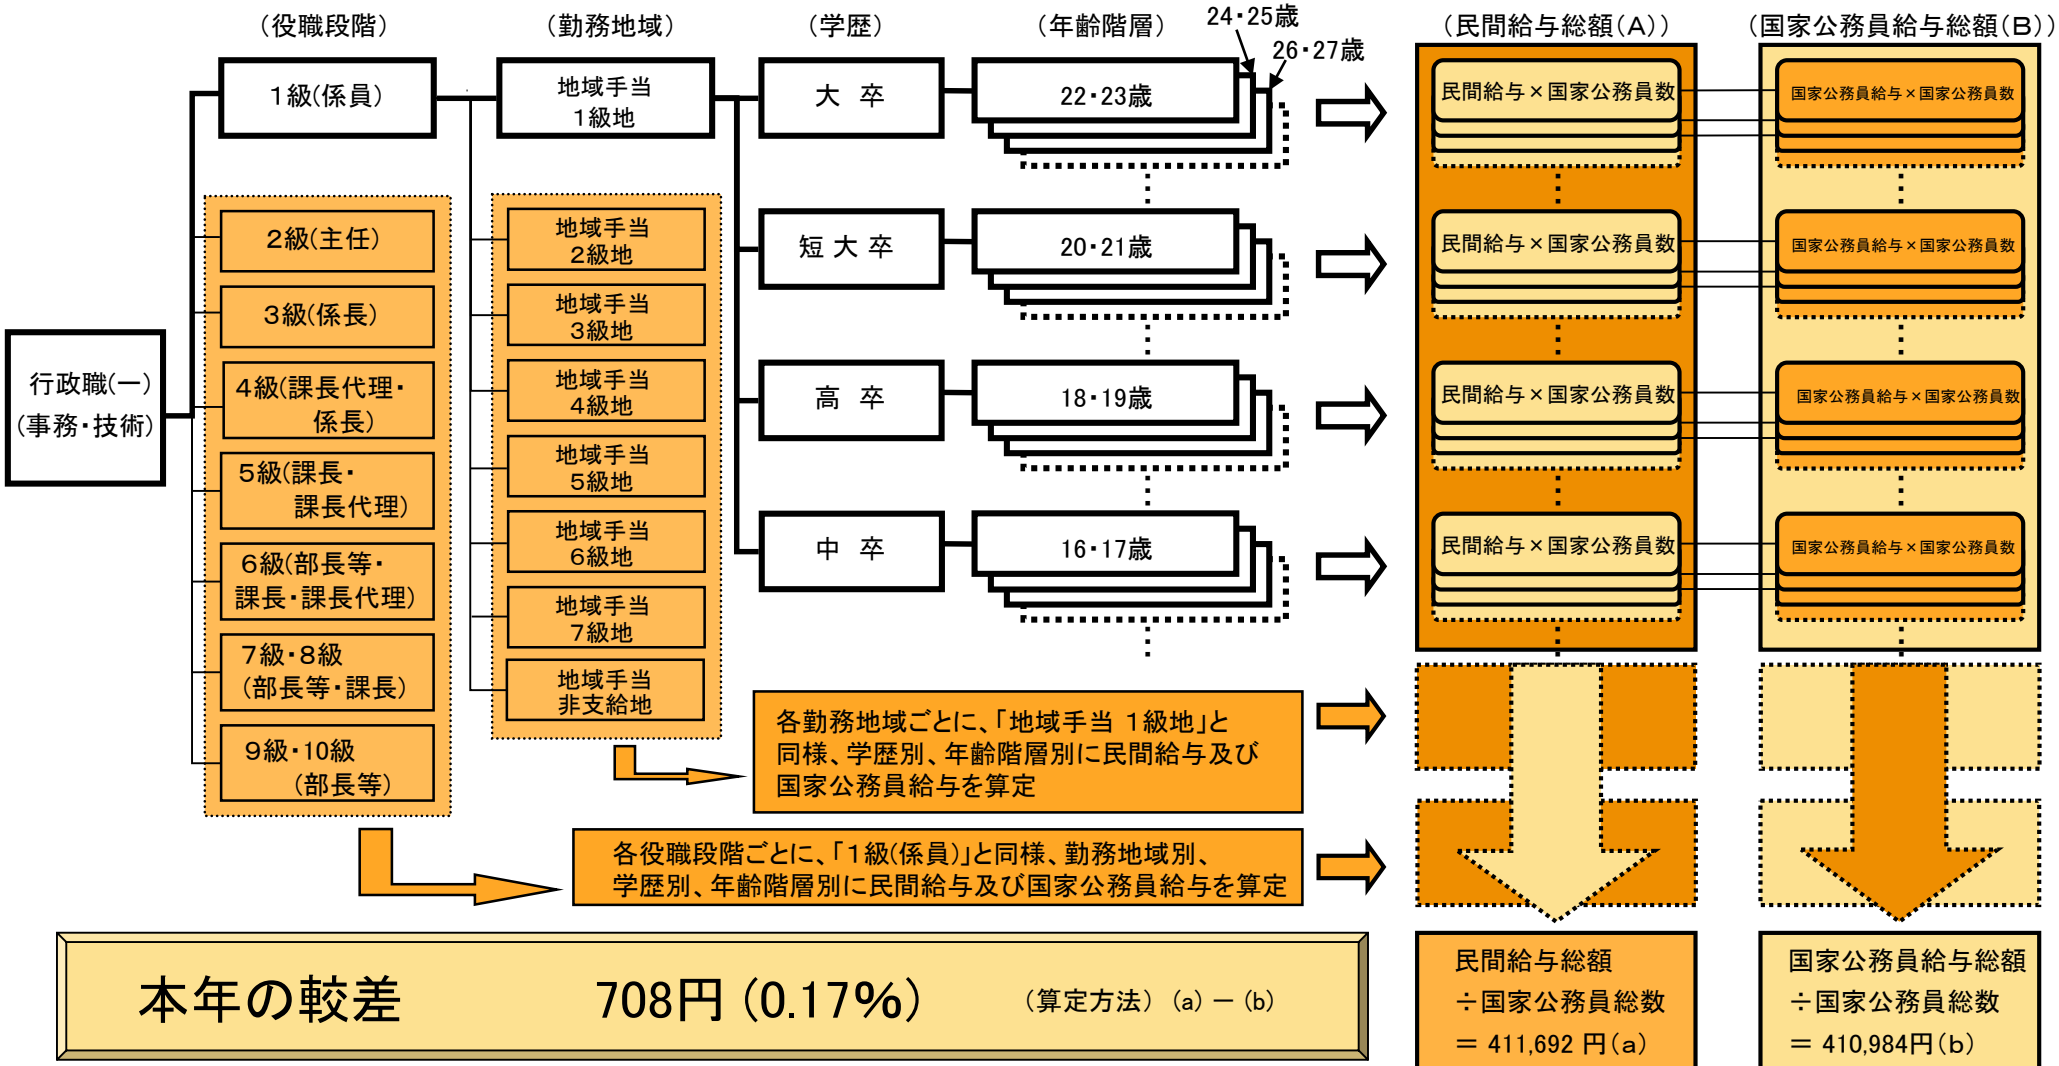 （役職段階）
（勤務地域）
（学歴）
（年齢階層）
24・25歳
26・27歳
（民間給与総額(A)）
（国家公務員給与総額(B)）
行政職(一)
(事務・技術)
1級(係員)
2級(主任)
3級(係長)
4級(課長代理・
係長)
5級(課長・
課長代理)
6級(部長等・
課長・課長代理)
7級・8級
(部長等・課長)
9級・10級
(部長等)
地域手当
1級地
地域手当
2級地
地域手当
3級地
地域手当
4級地
地域手当
5級地
地域手当
6級地
地域手当
7級地
地域手当
非支給地
大 卒
短 大 卒
高 卒
中 卒
22・23歳
20・21歳
18・19歳
16・17歳
民間給与×国家公務員数
国家公務員給与×国家公務員数
民間給与×国家公務員数
国家公務員給与×国家公務員数
民間給与×国家公務員数
国家公務員給与×国家公務員数
民間給与×国家公務員数
国家公務員給与×国家公務員数
各勤務地域ごとに、「地域手当 1級地」と
同様、学歴別、年齢階層別に民間給与及び
国家公務員給与を算定
各役職段階ごとに、「1級(係員)」と同様、勤務地域別、
学歴別、年齢階層別に民間給与及び国家公務員給与を算定
本年の較差 708円 (0.17%) （算定方法） (a) － (b)
民間給与総額
÷国家公務員総数
＝ 411,692 円(a)
国家公務員給与総額
÷国家公務員総数
＝ 410,984円(b)